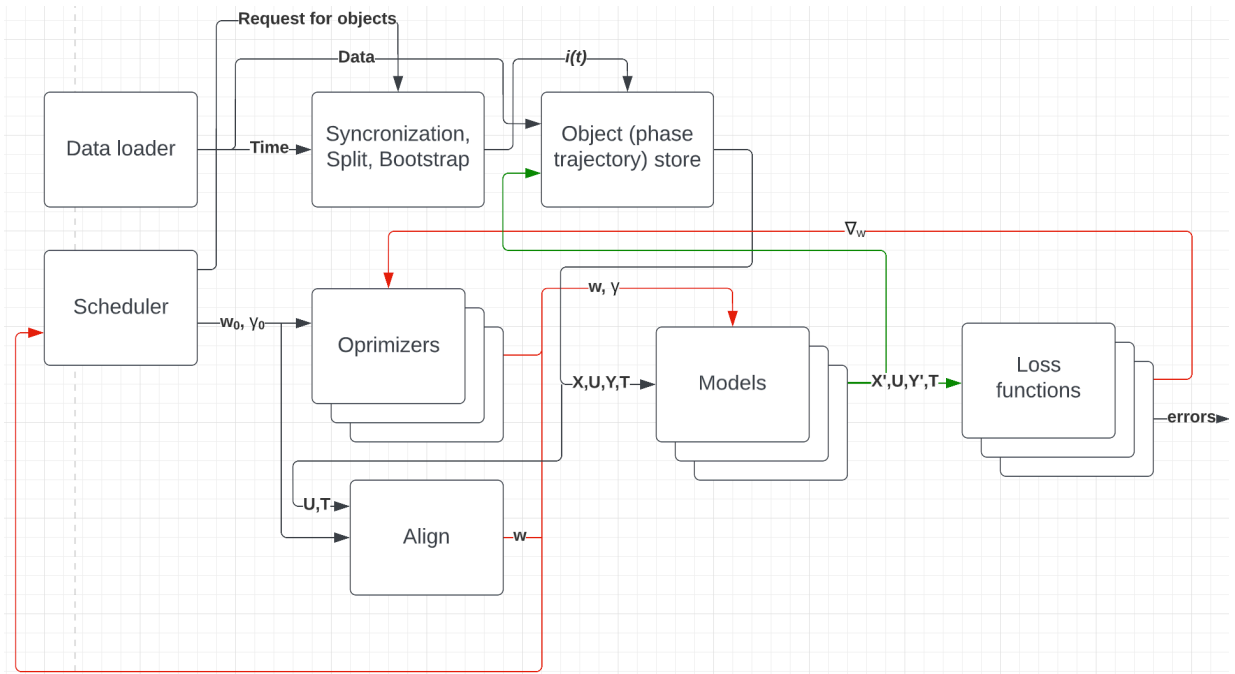 Request for objects
Data
i(t)
Data loader
Time
Syncronization,
Split, Bootstrap
Object (phase
trajectory) store
∇w
Scheduler
w₀, γ₀
Oprimizers
w, γ
X,U,Y,T
Models
X',U,Y',T
Loss
functions
errors
U,T
Align
w